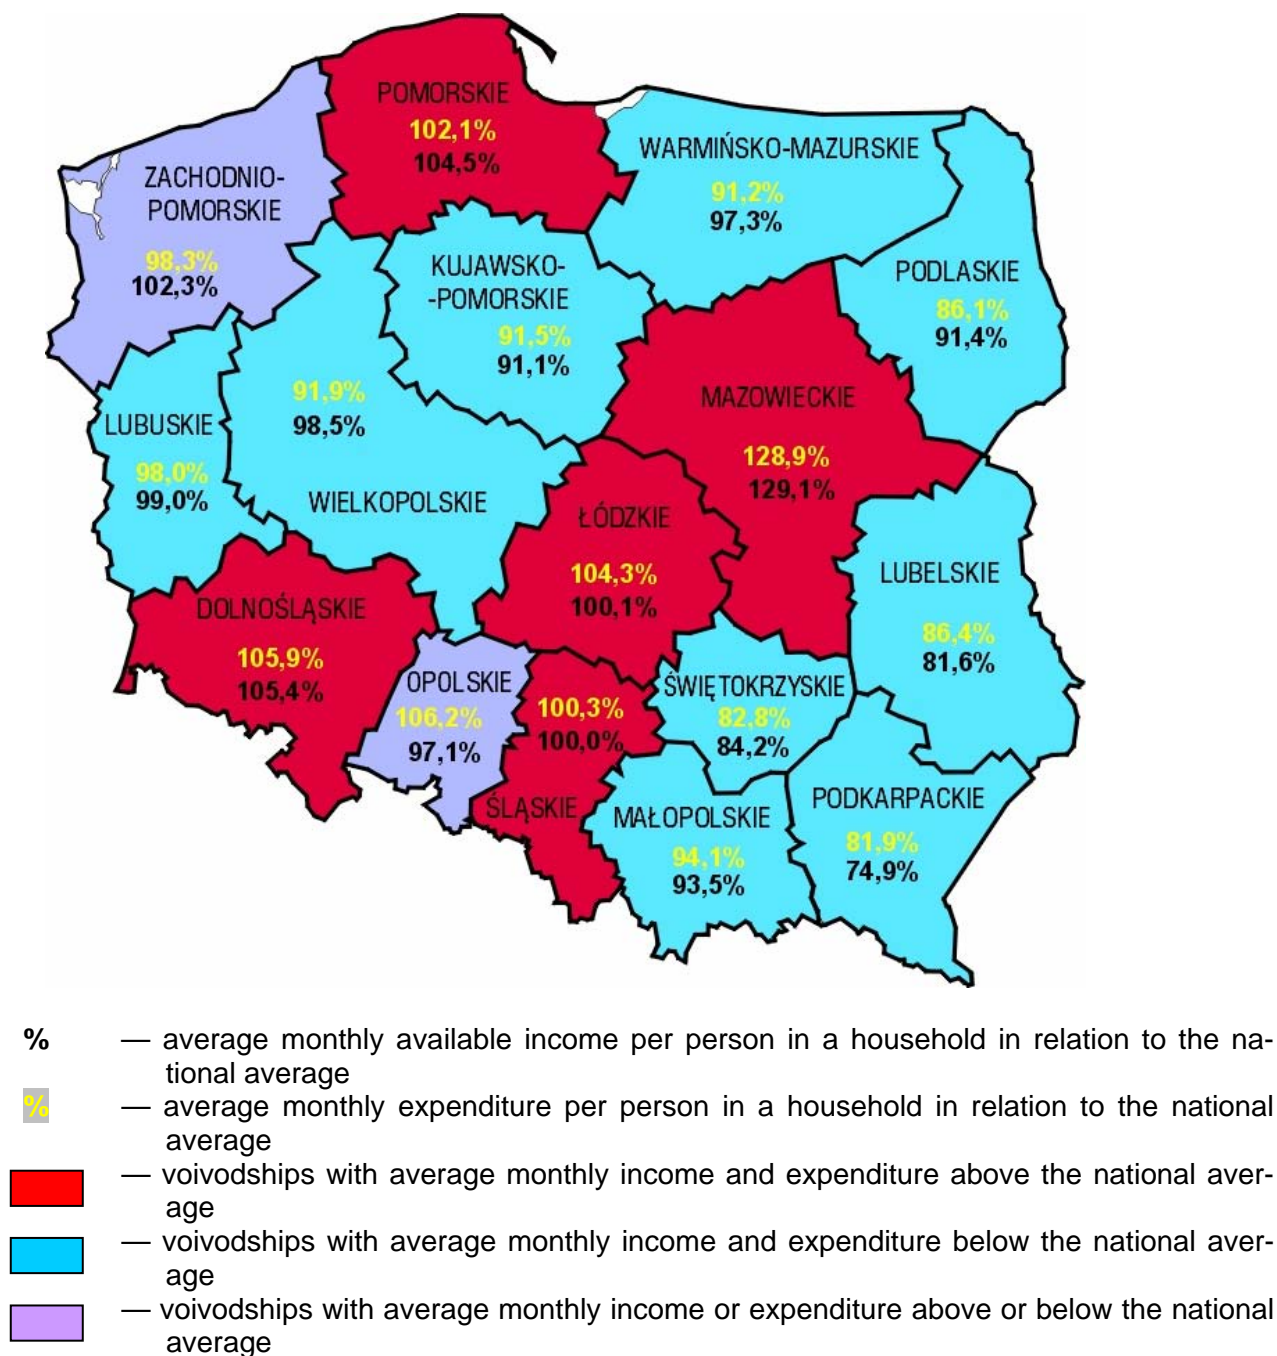 POMORSKIE
102,1%
104,5%
WARMIŃSKO-MAZURSKIE
91,2%
97,3%
ZACHODNIO-
POMORSKIE
98,3%
102,3%
KUJAWSKO-
-POMORSKIE
91,5%
91,1%
PODLASKIE
86,1%
91,4%
91,9%
98,5%
WIELKOPOLSKIE
MAZOWIECKIE
128,9%
129,1%
LUBUSKIE
98,0%
99,0%
ŁÓDZKIE
104,3%
100,1%
LUBELSKIE
86,4%
81,6%
DOLNOŚLĄSKIE
105,9%
105,4%
OPOLSKIE
106,2%
97,1%
100,3%
100,0%
ŚLĄSKIE
ŚWIĘTOKRZYSKIE
82,8%
84,2%
MAŁOPOLSKIE
94,1%
93,5%
PODKARPACKIE
81,9%
74,9%
% — average monthly available income per person in a household in relation to the na-
tional average
% — average monthly expenditure per person in a household in relation to the national
average
— voivodships with average monthly income and expenditure above the national aver-
age
— voivodships with average monthly income and expenditure below the national aver-
age
— voivodships with average monthly income or expenditure above or below the national
average